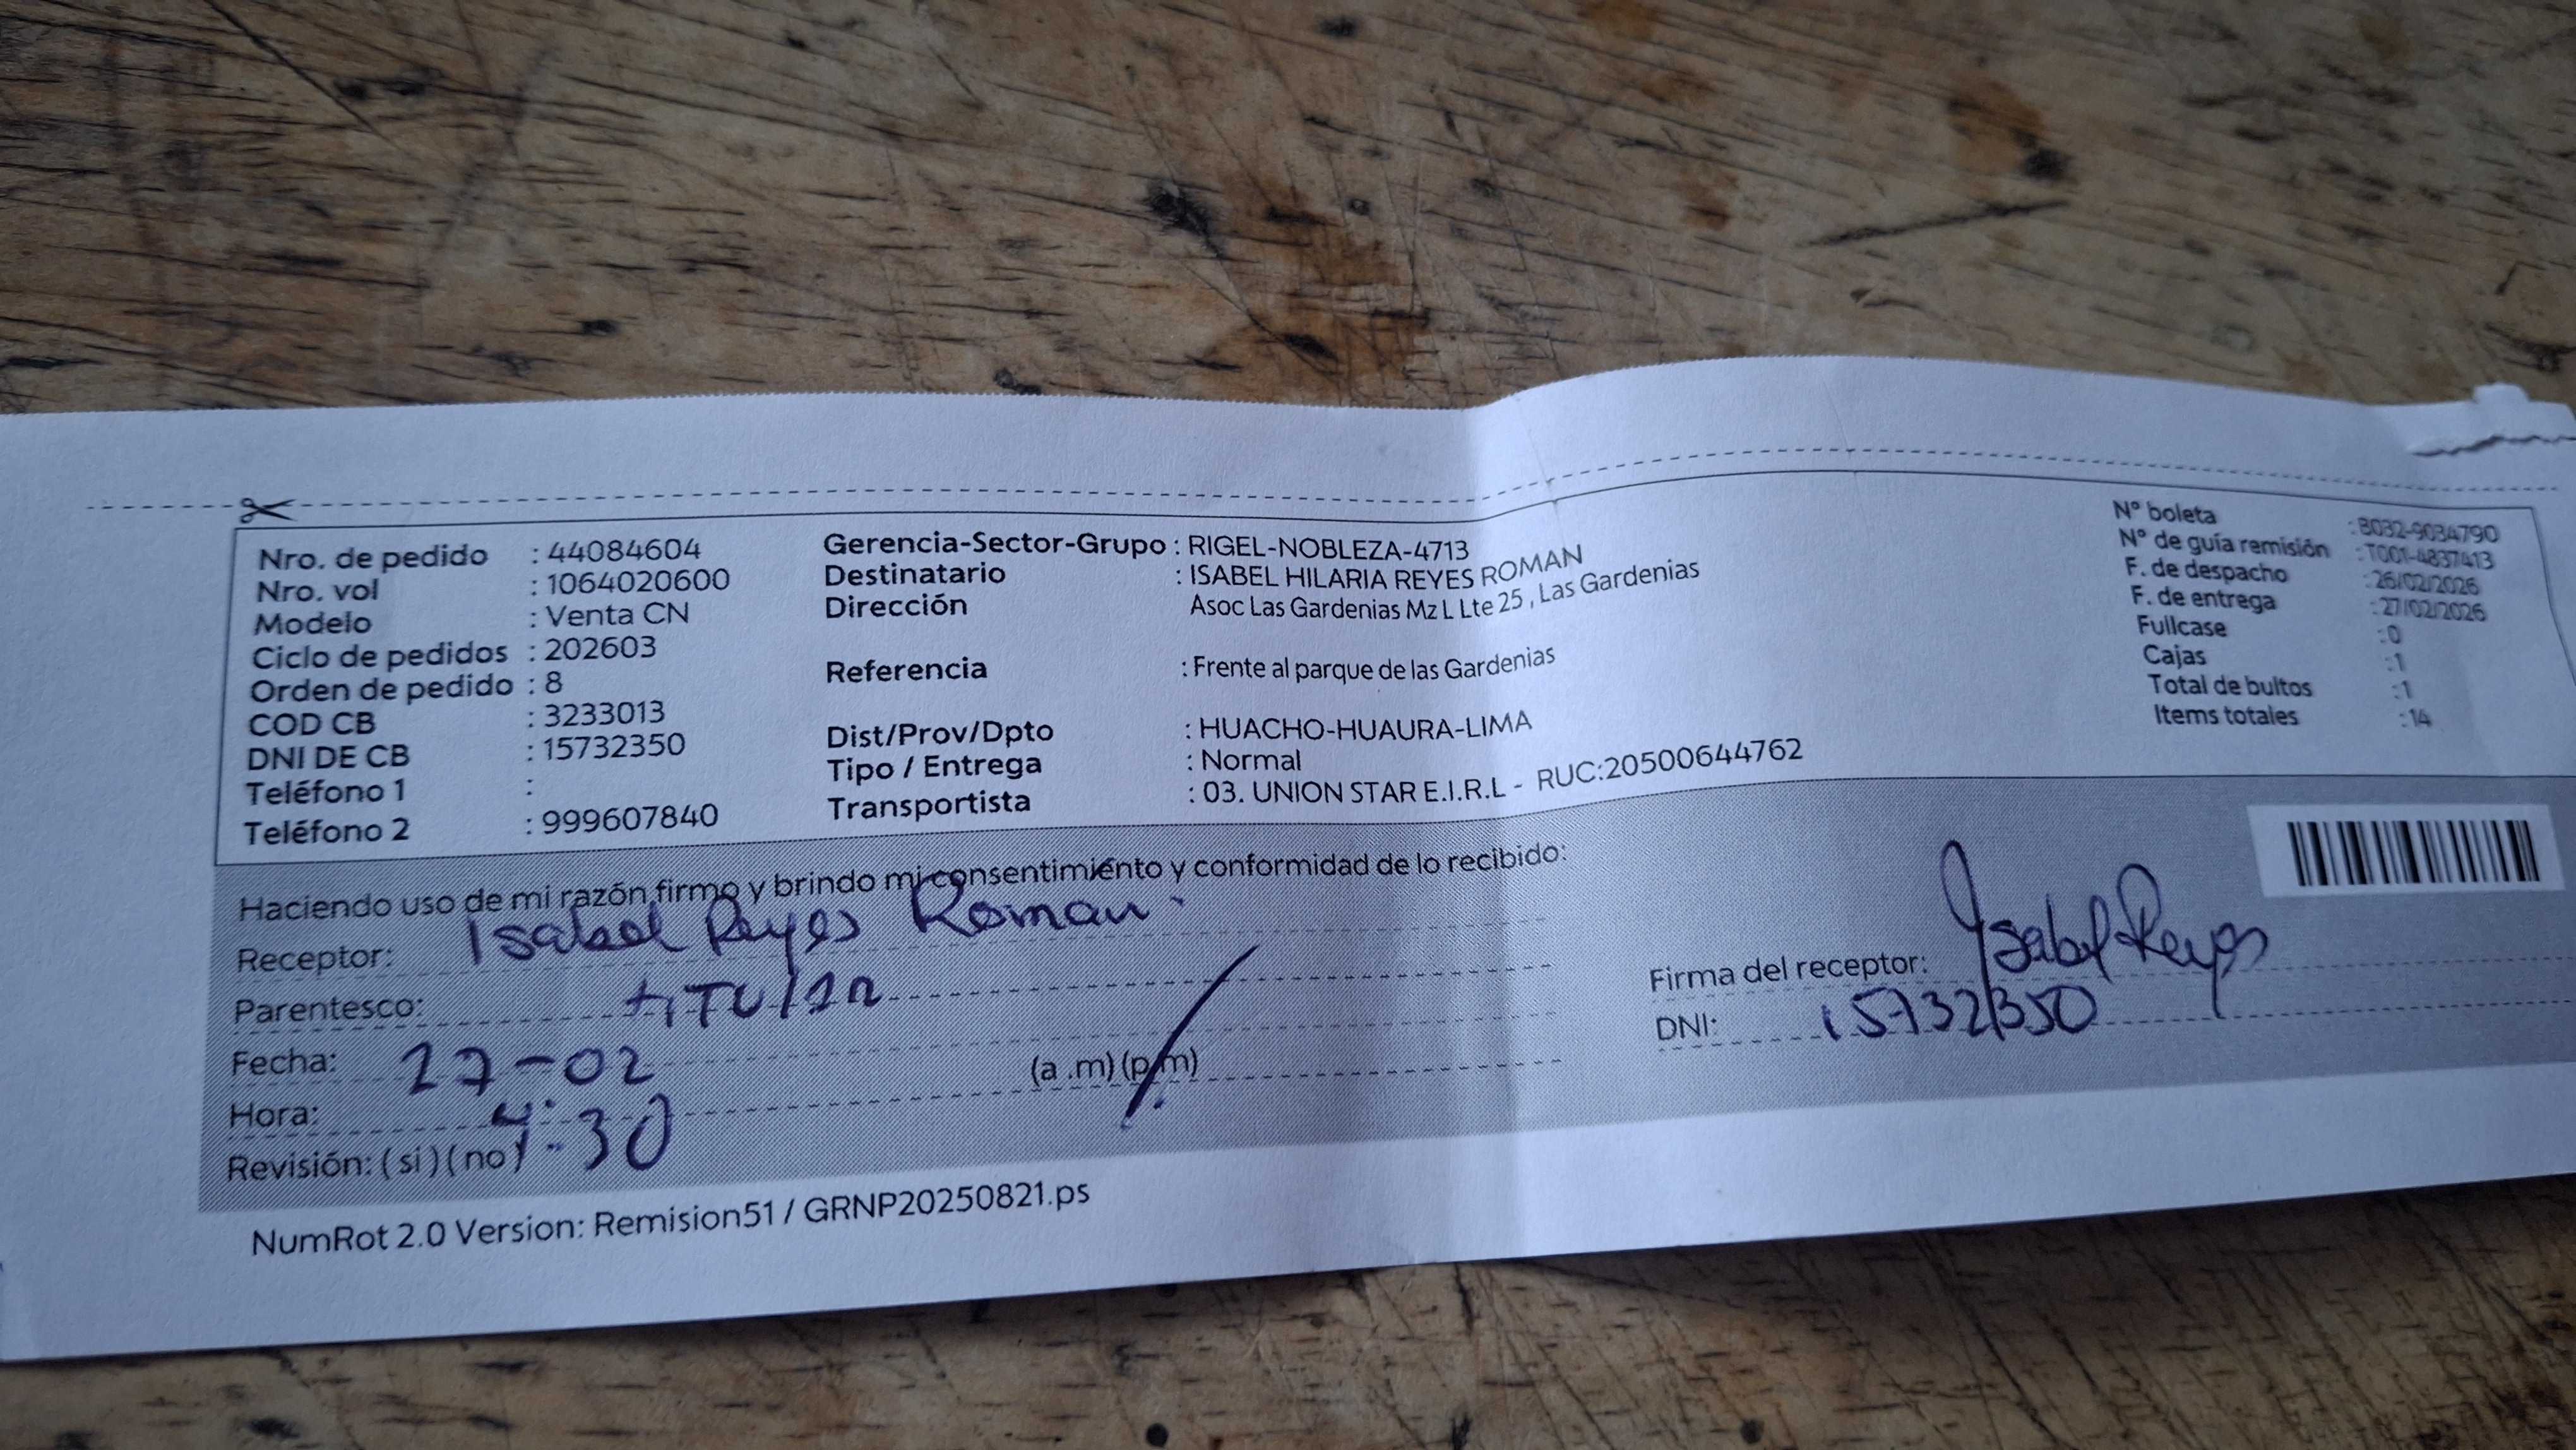 Nro. de pedido : 44084604
Nro. vol : 1064020600
Modelo : Venta CN
Ciclo de pedidos : 202603
Orden de pedido : 8
COD CB : 3233013
DNI DE CB : 15732350
Teléfono 1 :
Teléfono 2 : 999607840
Gerencia-Sector-Grupo : RIGEL-NOBLEZA-4713
Destinatario : ISABEL HILARIA REYES ROMAN
Dirección Asoc Las Gardenias Mz L Lte 25 , Las Gardenias
Referencia : Frente al parque de las Gardenias
Dist/Prov/Dpto : HUACHO-HUAURA-LIMA
Tipo / Entrega : Normal
Transportista : 03. UNION STAR E.I.R.L - RUC:20500644762
N° boleta : B032-9034790
N° de guía remisión : T001-4837413
F. de despacho : 26/02/2026
F. de entrega : 27/02/2026
Fullcase : 0
Cajas : 1
Total de bultos : 1
Items totales : 14
Haciendo uso de mi razón,firmo y brindo mi consentimiento y conformidad de lo recibido:
Receptor: Isabel Reyes Roman.
Parentesco: tiTulan
Fecha: 27-02
Hora: 4:30 (a .m) (p.m)
Revisión: ( si ) ( no )
Firma del receptor: Isabel Reyes
DNI: 15732350
NumRot 2.0 Version: Remision51 / GRNP20250821.ps